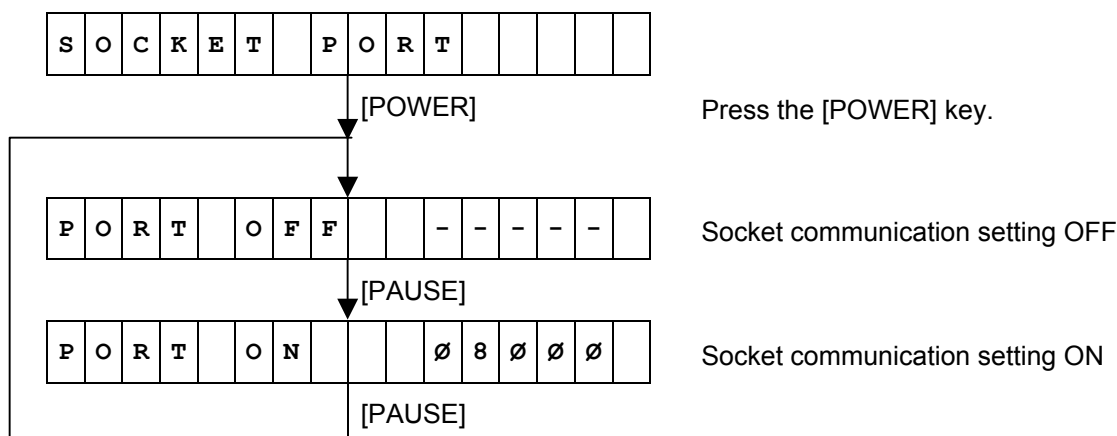 SOCKET PORT
[POWER] Press the [POWER] key.
PORT OFF ----- Socket communication setting OFF
[PAUSE]
PORT ON Ø8ØØØ Socket communication setting ON
[PAUSE]